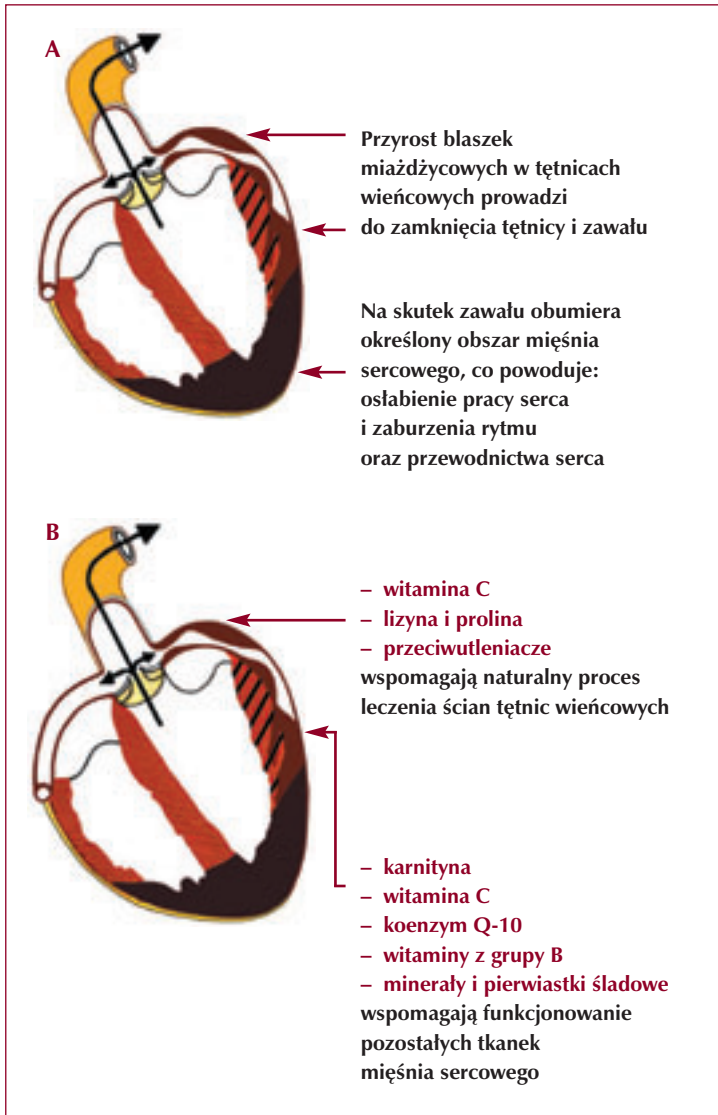 A
Przyrost blaszek
miażdżycowych w tętnicach
wieńcowych prowadzi
do zamknięcia tętnicy i zawału
Na skutek zawału obumiera
określony obszar mięśnia
sercowego, co powoduje:
osłabienie pracy serca
i zaburzenia rytmu
oraz przewodnictwa serca
B
– witamina C
– lizyna i prolina
– przeciwutleniacze
wspomagają naturalny proces
leczenia ścian tętnic wieńcowych
– karnityna
– witamina C
– koenzym Q-10
– witaminy z grupy B
– minerały i pierwiastki śladowe
wspomagają funkcjonowanie
pozostałych tkanek
mięśnia sercowego